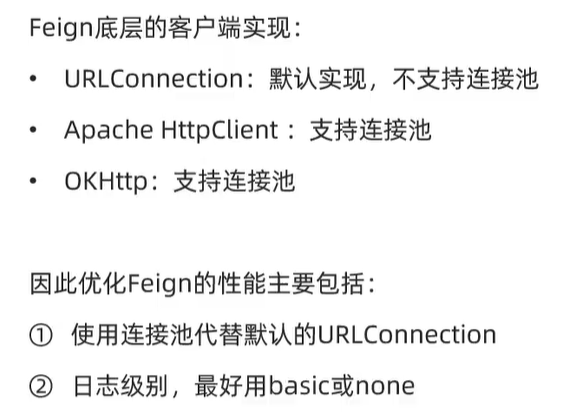 Feign底层的客户端实现：
• URLConnection：默认实现，不支持连接池
• Apache HttpClient ：支持连接池
• OKHttp：支持连接池
因此优化Feign的性能主要包括：
① 使用连接池代替默认的URLConnection
② 日志级别，最好用basic或none